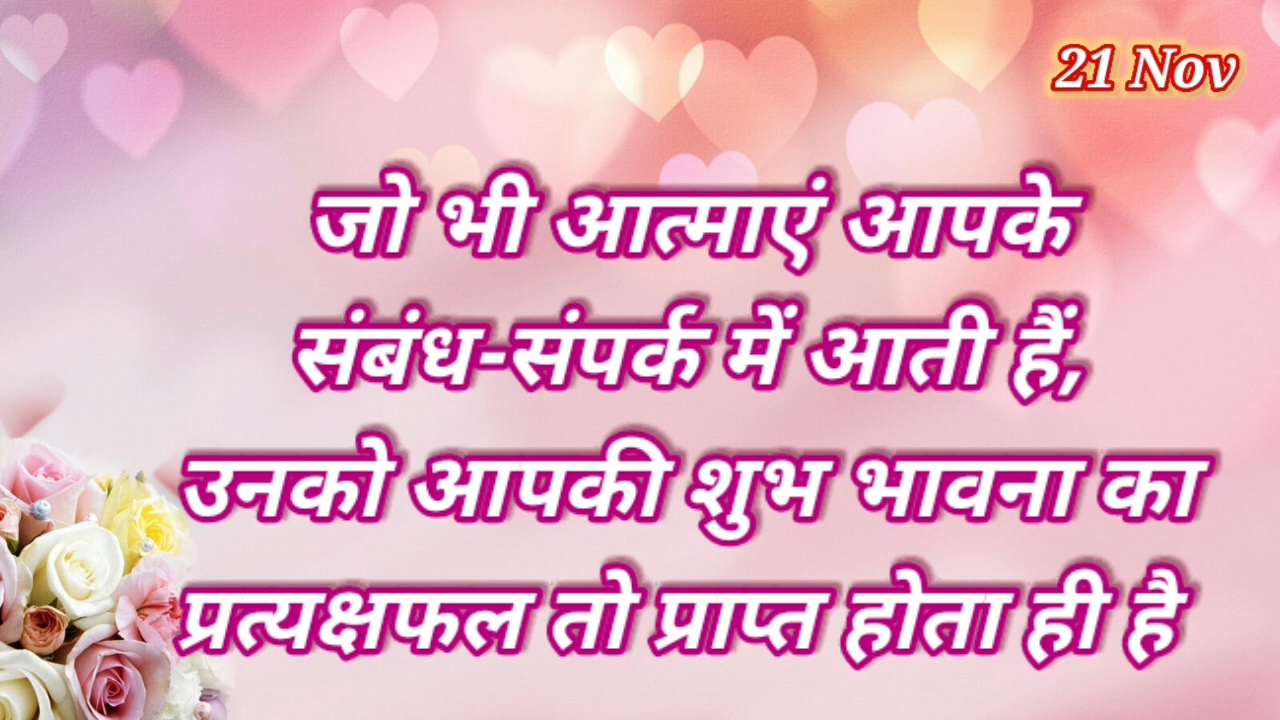 21 Nov
जो भी आत्माएं आपके
संबंध-संपर्क में आती हैं,
उनको आपकी शुभ भावना का
प्रत्यक्षफल तो प्राप्त होता ही है